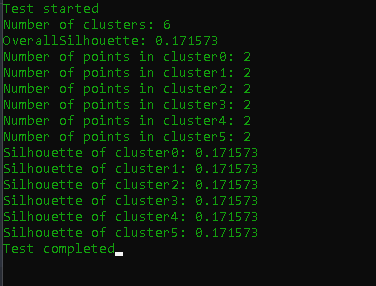 Test started
Number of clusters: 6
OverallSilhouette: 0.171573
Number of points in cluster0: 2
Number of points in cluster1: 2
Number of points in cluster2: 2
Number of points in cluster3: 2
Number of points in cluster4: 2
Number of points in cluster5: 2
Silhouette of cluster0: 0.171573
Silhouette of cluster1: 0.171573
Silhouette of cluster2: 0.171573
Silhouette of cluster3: 0.171573
Silhouette of cluster4: 0.171573
Silhouette of cluster5: 0.171573
Test completed